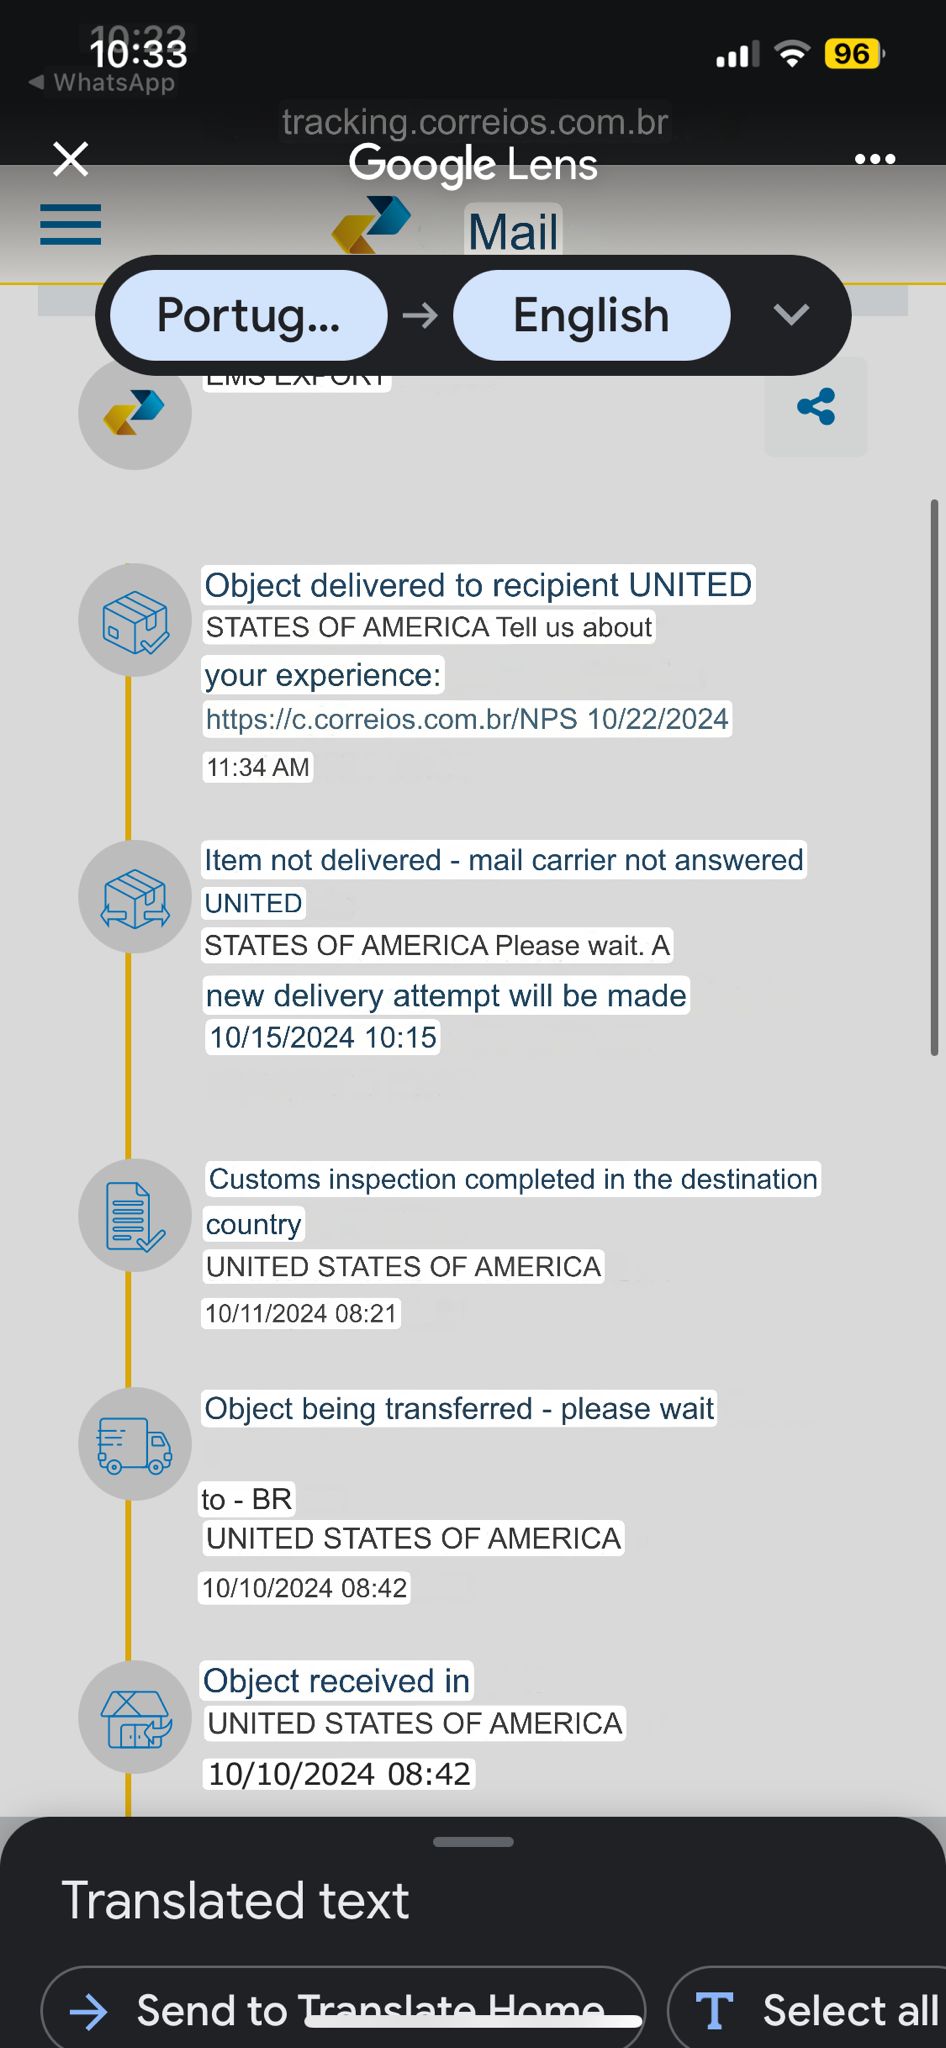 10:33
10:33
96
WhatsApp
tracking.correios.com.br
Google Lens
Mail
Portug... → English
EMS EXPORT
Object delivered to recipient UNITED
STATES OF AMERICA Tell us about
your experience:
https://c.correios.com.br/NPS 10/22/2024
11:34 AM
Item not delivered - mail carrier not answered
UNITED
STATES OF AMERICA Please wait. A
new delivery attempt will be made
10/15/2024 10:15
Customs inspection completed in the destination
country
UNITED STATES OF AMERICA
10/11/2024 08:21
Object being transferred - please wait
to - BR
UNITED STATES OF AMERICA
10/10/2024 08:42
Object received in
UNITED STATES OF AMERICA
10/10/2024 08:42
Translated text
Send to Translate Home
Select all